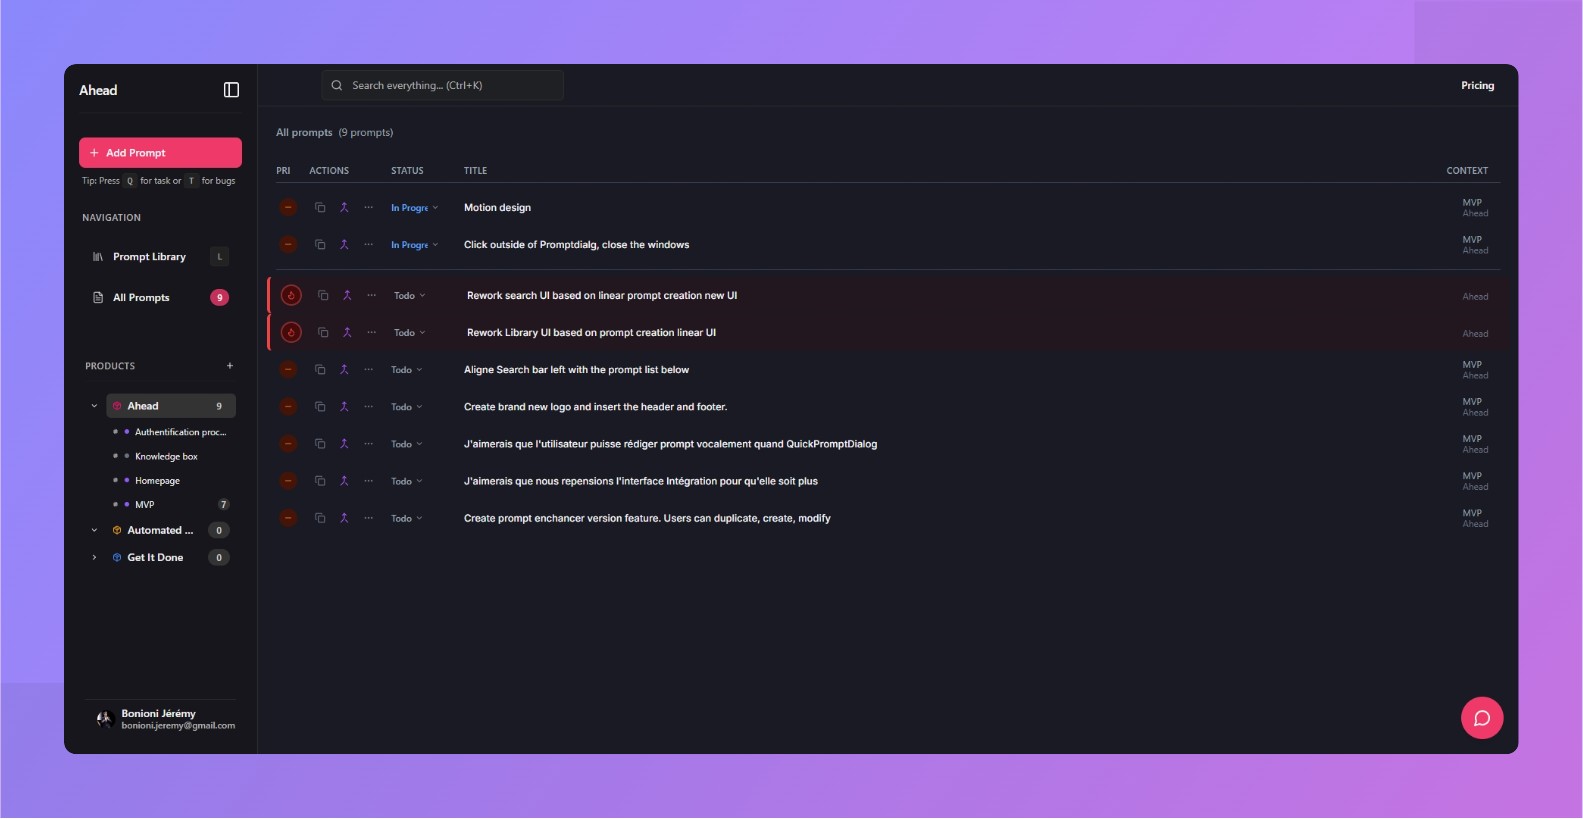 Ahead
Search everything... (Ctrl+K)
Pricing
+ Add Prompt
Tip: Press Q for task or T for bugs
NAVIGATION
Prompt Library L
All Prompts 9
PRODUCTS +
Ahead 9
Authentification proc...
Knowledge box
Homepage
MVP 7
Automated ... 0
Get It Done 0
Bonioni Jérémy
bonioni.jeremy@gmail.com
All prompts (9 prompts)
PRI ACTIONS STATUS TITLE CONTEXT
In Progre Motion design MVP
Ahead
In Progre Click outside of Promptdialg, close the windows MVP
Ahead
Todo Rework search UI based on linear prompt creation new UI Ahead
Todo Rework Library UI based on prompt creation linear UI Ahead
Todo Aligne Search bar left with the prompt list below MVP
Ahead
Todo Create brand new logo and insert the header and footer. MVP
Ahead
Todo J'aimerais que l'utilisateur puisse rédiger prompt vocalement quand QuickPromptDialog MVP
Ahead
Todo J'aimerais que nous repensions l'interface Intégration pour qu'elle soit plus MVP
Ahead
Todo Create prompt enchancer version feature. Users can duplicate, create, modify MVP
Ahead